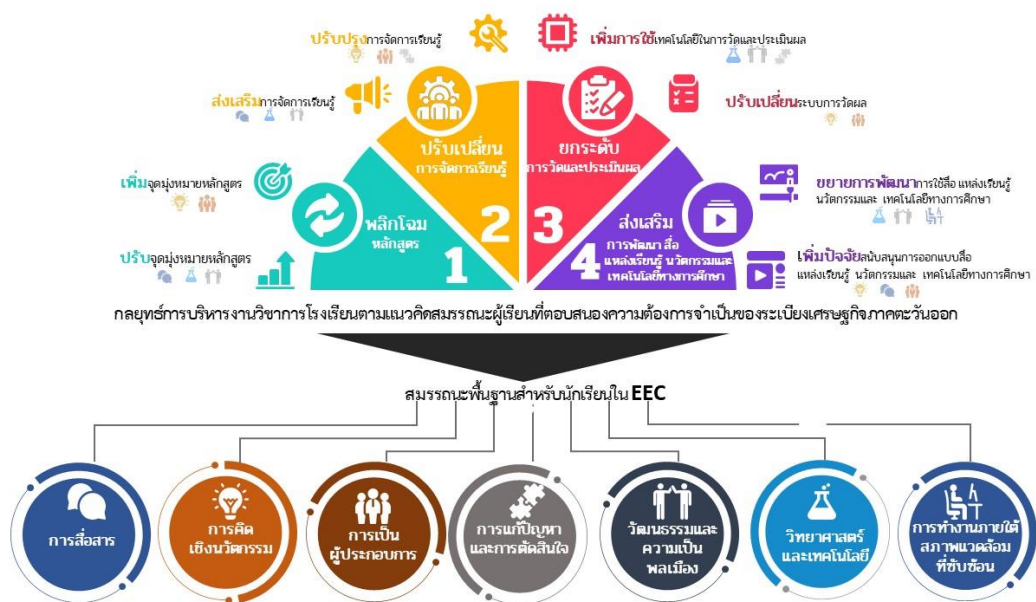 ปรับปรุงการจัดการเรียนรู้
เพิ่มการใช้เทคโนโลยีในการวัดและประเมินผล
ส่งเสริมการจัดการเรียนรู้
ปรับเปลี่ยนระบบการวัดผล
ปรับเปลี่ยน
การจัดการเรียนรู้
2
ยกระดับ
การวัดและประเมินผล
3
เพิ่มจุดมุ่งหมายหลักสูตร
ปรับจุดมุ่งหมายหลักสูตร
พลิกโฉม
หลักสูตร
1
ส่งเสริม
การพัฒนา สื่อ
แหล่งเรียนรู้ นวัตกรรมและ
เทคโนโลยีทางการศึกษา
4
ขยายการพัฒนาการใช้สื่อ แหล่งเรียนรู้
นวัตกรรมและ เทคโนโลยีทางการศึกษา
เพิ่มปัจจัยสนับสนุนการออกแบบสื่อ
แหล่งเรียนรู้ นวัตกรรมและ เทคโนโลยีทางการศึกษา
กลยุทธ์การบริหารงานวิชาการโรงเรียนตามแนวคิดสมรรถนะผู้เรียนที่ตอบสนองความต้องการจำเป็นของระเบียงเศรษฐกิจภาคตะวันออก
สมรรถนะพื้นฐานสำหรับนักเรียนใน EEC
การสื่อสาร
การคิด
เชิงนวัตกรรม
การเป็น
ผู้ประกอบการ
การแก้ปัญหา
และการตัดสินใจ
วัฒนธรรมและ
ความเป็น
พลเมือง
วิทยาศาสตร์
และเทคโนโลยี
การทำงานภายใต้
สภาพแวดล้อม
ที่ซับซ้อน